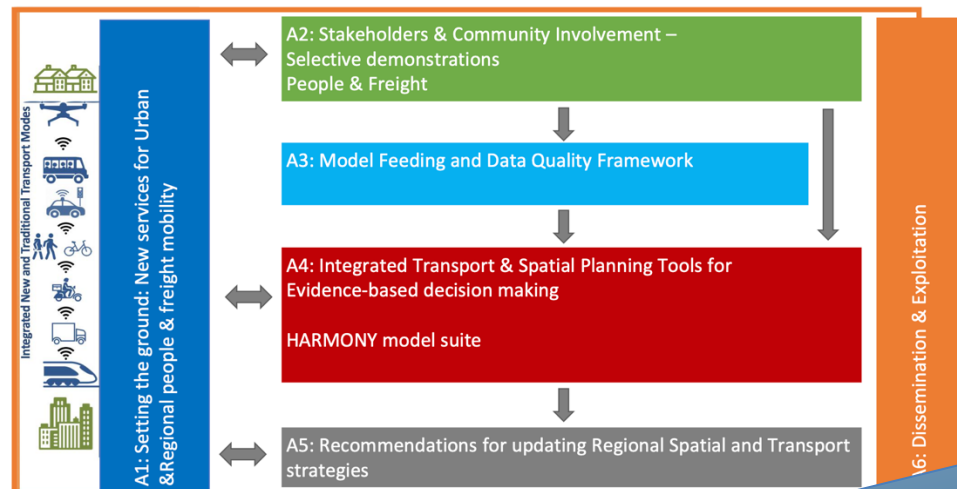 Integrated New and Traditional Transport Modes
A1: Setting the ground: New services for Urban
&Regional people & freight mobility
A2: Stakeholders & Community Involvement –
Selective demonstrations
People & Freight
A3: Model Feeding and Data Quality Framework
A4: Integrated Transport & Spatial Planning Tools for
Evidence-based decision making
HARMONY model suite
A5: Recommendations for updating Regional Spatial and Transport
strategies
A6: Dissemination & Exploitation